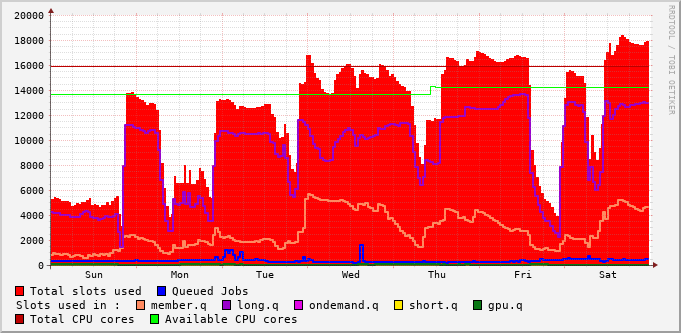 20000
18000
16000
14000
12000
10000
8000
6000
4000
2000
0
Sun Mon Tue Wed Thu Fri Sat
Total slots used Queued Jobs
Slots used in : member.q long.q ondemand.q short.q gpu.q
Total CPU cores Available CPU cores
RRDTOOL / TOBI OETIKER